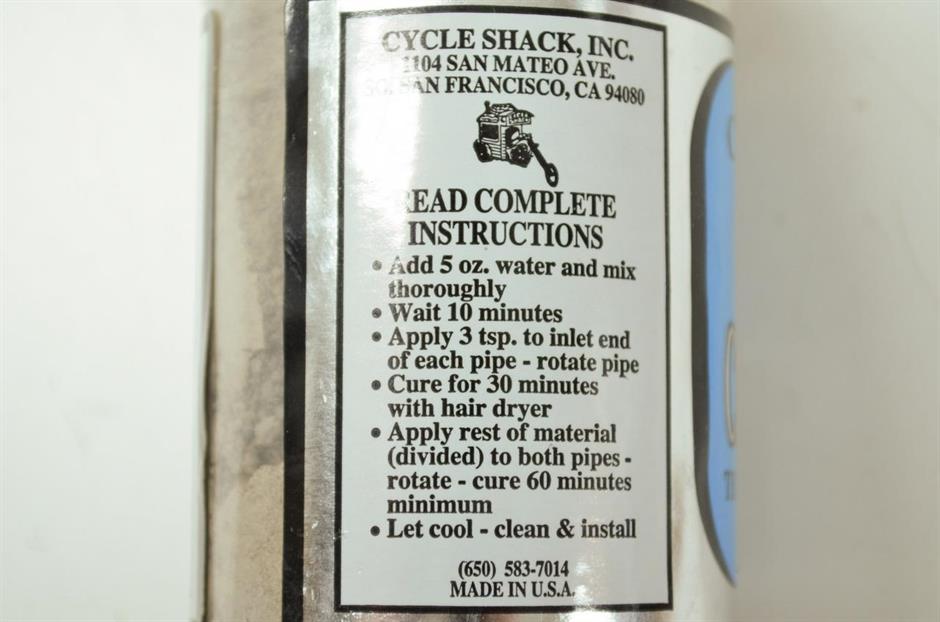 CYCLE SHACK, INC.
1104 SAN MATEO AVE.
SO. SAN FRANCISCO, CA 94080
READ COMPLETE
INSTRUCTIONS
• Add 5 oz. water and mix
thoroughly
• Wait 10 minutes
• Apply 3 tsp. to inlet end
of each pipe - rotate pipe
• Cure for 30 minutes
with hair dryer
• Apply rest of material
(divided) to both pipes -
rotate - cure 60 minutes
minimum
• Let cool - clean & install
(650) 583-7014
MADE IN U.S.A.